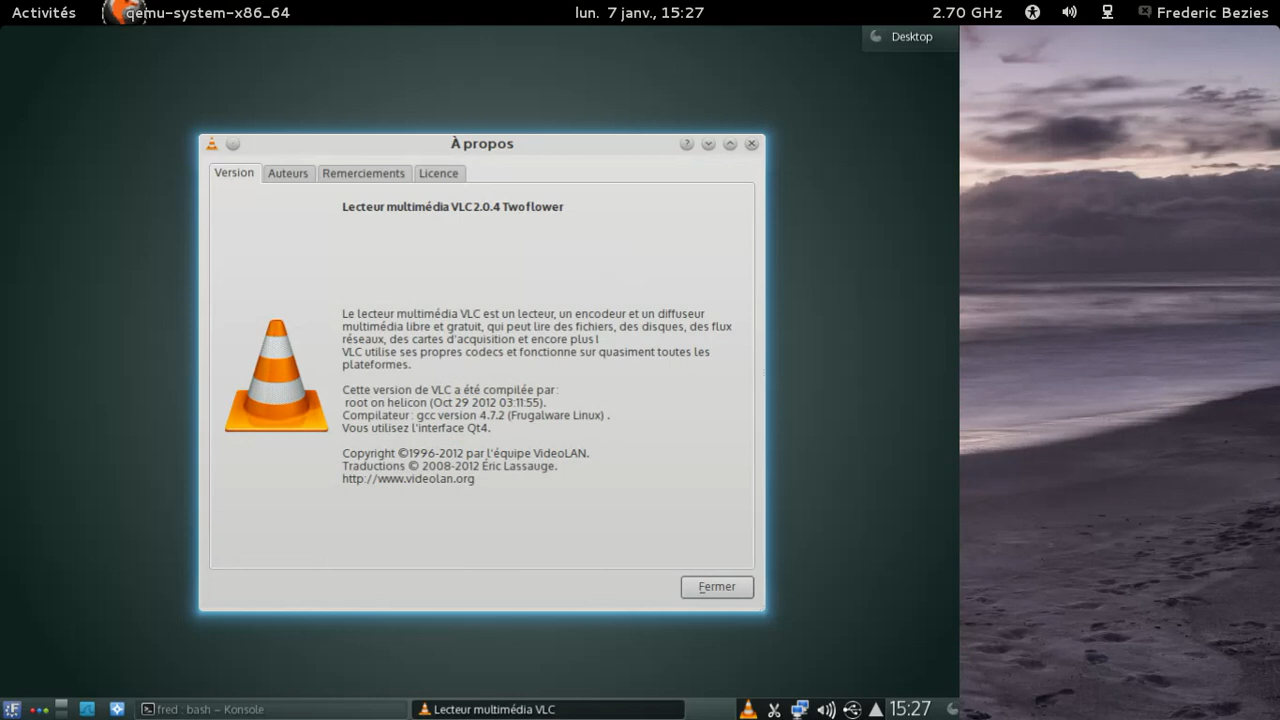 Activités qemu-system-x86_64 lun. 7 janv., 15:27 2.70 GHz Frederic Bezies
Desktop
À propos
Version Auteurs Remerciements Licence
Lecteur multimédia VLC 2.0.4 Twoflower
Le lecteur multimédia VLC est un lecteur, un encodeur et un diffuseur
multimédia libre et gratuit, qui peut lire des fichiers, des disques, des flux
réseaux, des cartes d'acquisition et encore plus !
VLC utilise ses propres codecs et fonctionne sur quasiment toutes les
plateformes.
Cette version de VLC a été compilée par :
root on helicon (Oct 29 2012 03:11:55).
Compilateur : gcc version 4.7.2 (Frugalware Linux) .
Vous utilisez l'interface Qt4.
Copyright ©1996-2012 par l'équipe VideoLAN.
Traductions © 2008-2012 Éric Lassauge.
http://www.videolan.org
Fermer
fred : bash – Konsole Lecteur multimédia VLC 15:27